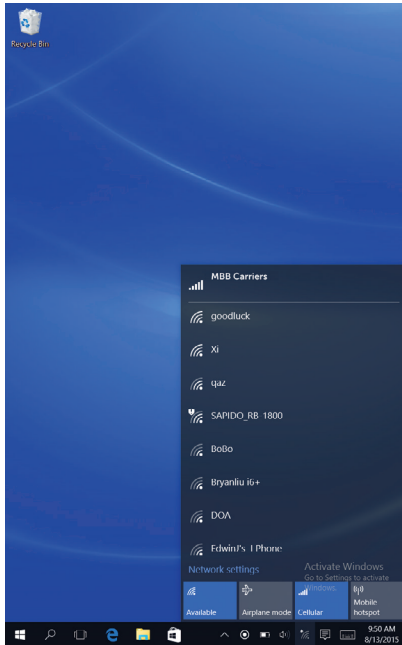 Recycle Bin
MBB Carriers
goodluck
Xi
qaz
SAPIDO_RB 1800
BoBo
Bryanliu i6+
DOA
EdwinJ's I Phone
Network settings
Activate Windows
Go to Settings to activate
Windows.
Available
Airplane mode
Cellular
Mobile
hotspot
9:50 AM
8/13/2015